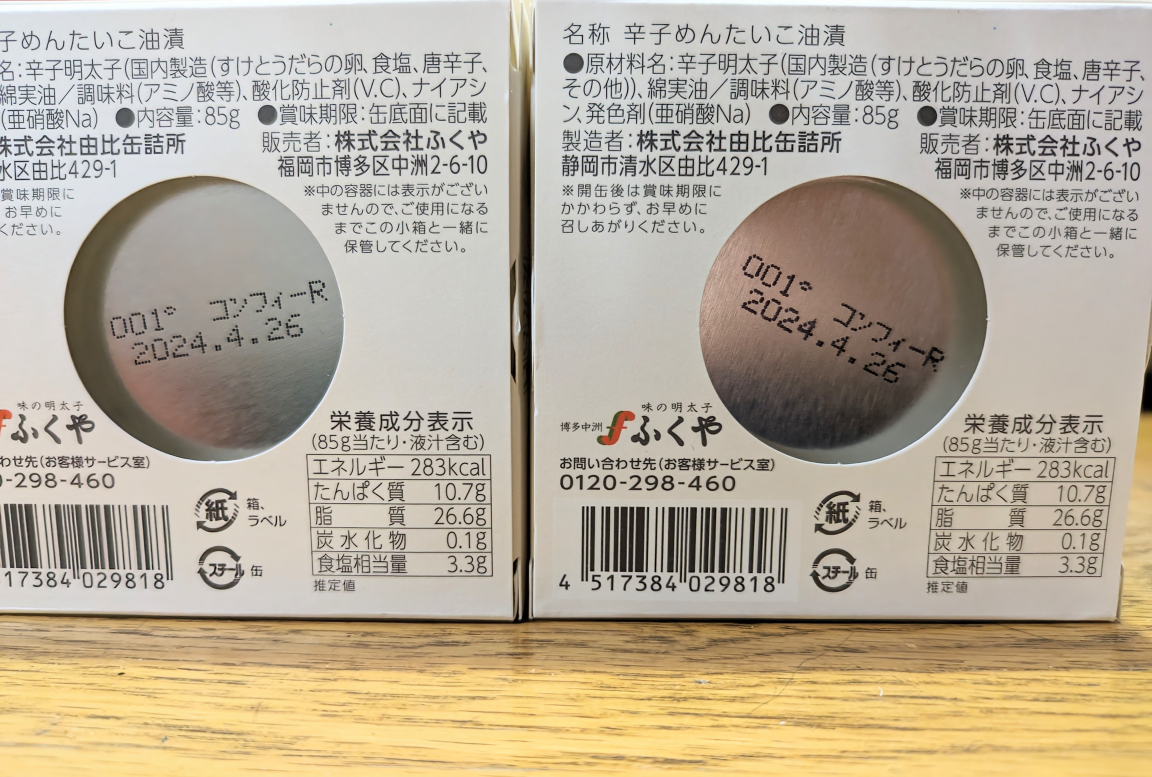 子めんたいこ油漬
名:辛子明太子(国内製造(すけとうだらの卵、食塩、唐辛子、
綿実油/調味料(アミノ酸等)、酸化防止剤(V.C)、ナイアシ
(亜硝酸Na) ●内容量:85g ●賞味期限:缶底面に記載
株式会社由比缶詰所 販売者:株式会社ふくや
水区由比429-1 福岡市博多区中洲2-6-10
賞味期限に
お早めに
ください。
※中の容器には表示がござい
ませんので、ご使用になる
までこの小箱と一緒に
保管してください。
001° コンフィーR
2024.4.26
味の明太子
ふくや
わせ先(お客様サービス室)
0-298-460
17384 029818
紙 箱、
ラベル
スチール 缶
栄養成分表示
(85g当たり・液汁含む)
エネルギー 283kcal
たんぱく質 10.7g
脂質 26.6g
炭水化物 0.1g
食塩相当量 3.3g
推定値
名称 辛子めんたいこ油漬
●原材料名:辛子明太子(国内製造(すけとうだらの卵、食塩、唐辛子、
その他))、綿実油/調味料(アミノ酸等)、酸化防止剤(V.C)、ナイアシ
ン、発色剤(亜硝酸Na) ●内容量:85g ●賞味期限:缶底面に記載
製造者:株式会社由比缶詰所 販売者:株式会社ふくや
静岡市清水区由比429-1 福岡市博多区中洲2-6-10
※開缶後は賞味期限に
かかわらず、お早めに
召しあがりください。
※中の容器には表示がござい
ませんので、ご使用になる
までこの小箱と一緒に
保管してください。
001° コンフィーR
2024.4.26
味の明太子
博多中洲 ふくや
お問い合わせ先(お客様サービス室)
0120-298-460
4 517384 029818
紙 箱、
ラベル
スチール 缶
栄養成分表示
(85g当たり・液汁含む)
エネルギー 283kcal
たんぱく質 10.7g
脂質 26.6g
炭水化物 0.1g
食塩相当量 3.3g
推定値